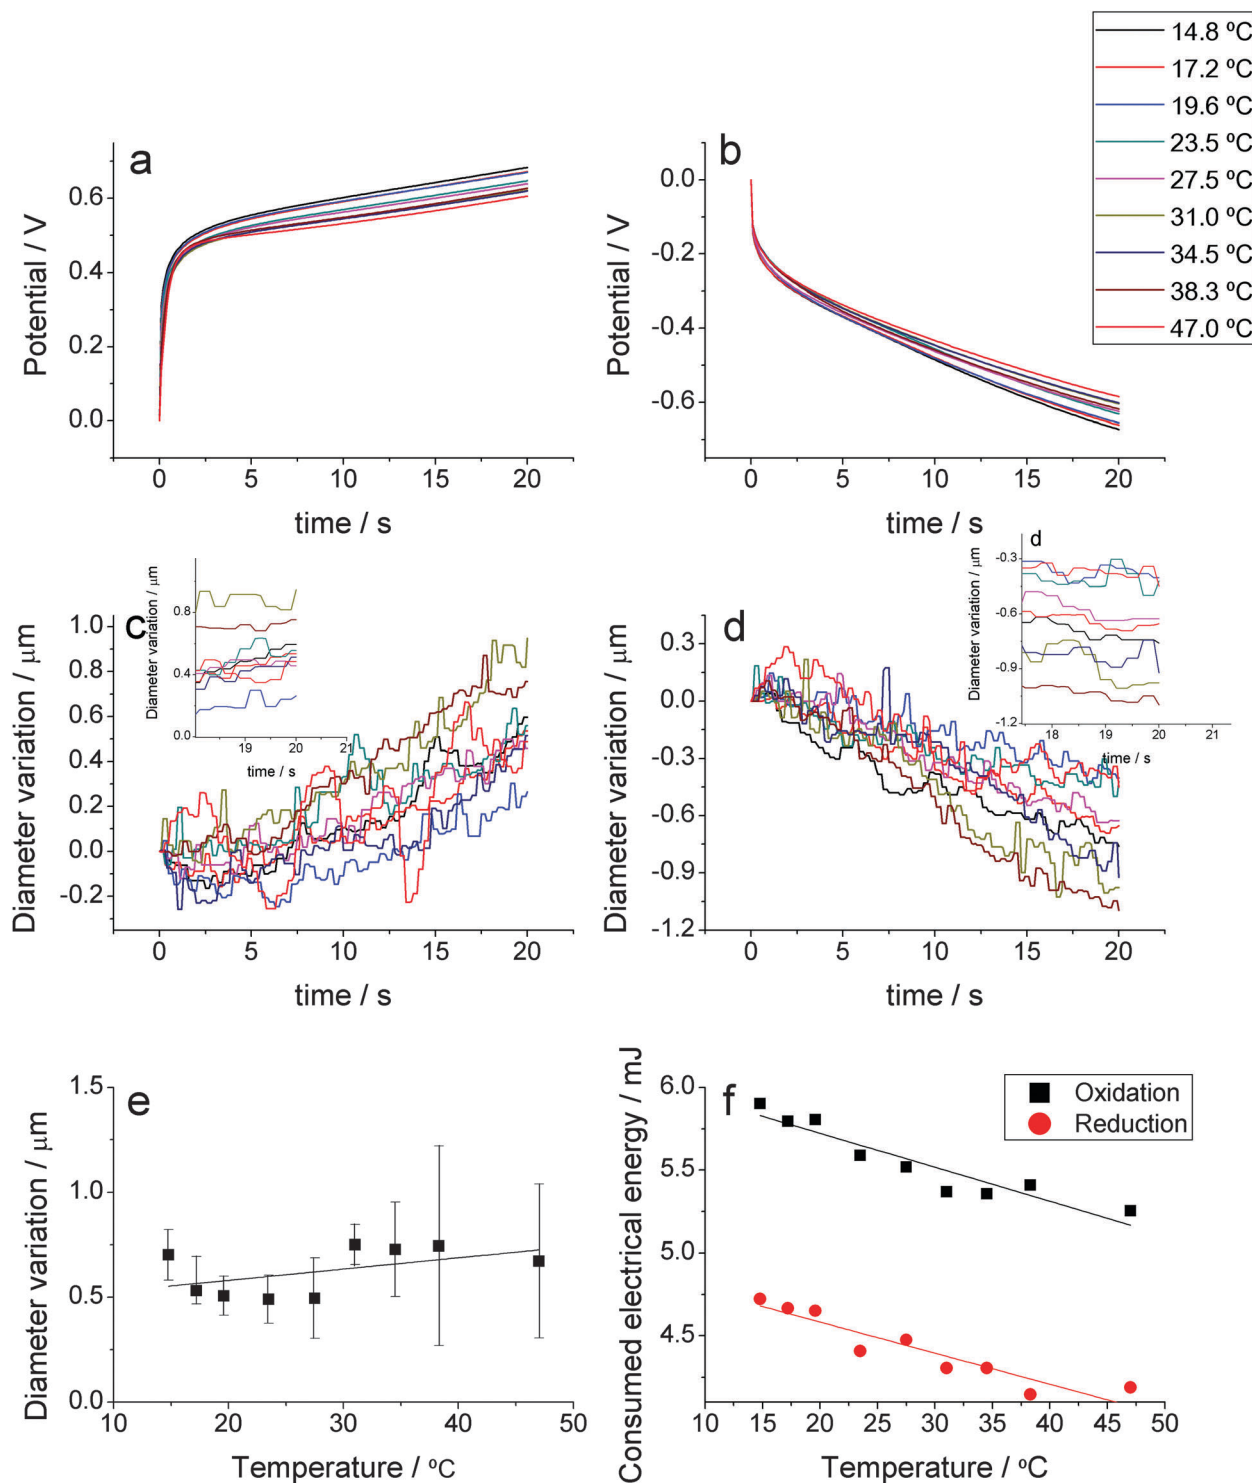 14.8 ºC
17.2 ºC
19.6 ºC
23.5 ºC
27.5 ºC
31.0 ºC
34.5 ºC
38.3 ºC
47.0 ºC
a
Potential / V
0.6
0.4
0.2
0.0
0 5 10 15 20
time / s
b
Potential / V
0.0
-0.2
-0.4
-0.6
0 5 10 15 20
time / s
c
Diameter variation / μm
1.0
0.8
0.6
0.4
0.2
0.0
-0.2
0 5 10 15 20
time / s
Diameter variation / μm
0.8
0.4
0.0
19 20 21
time / s
d
Diameter variation / μm
0.3
0.0
-0.3
-0.6
-0.9
-1.2
0 5 10 15 20
time / s
d
Diameter variation / μm
-0.3
-0.6
-0.9
-1.2
18 19 20 21
time / s
e
Diameter variation / μm
1.5
1.0
0.5
0.0
10 20 30 40 50
Temperature / ºC
f
Consumed electrical energy / mJ
6.0
5.5
5.0
4.5
10 15 20 25 30 35 40 45 50
Temperature / ºC
Oxidation
Reduction